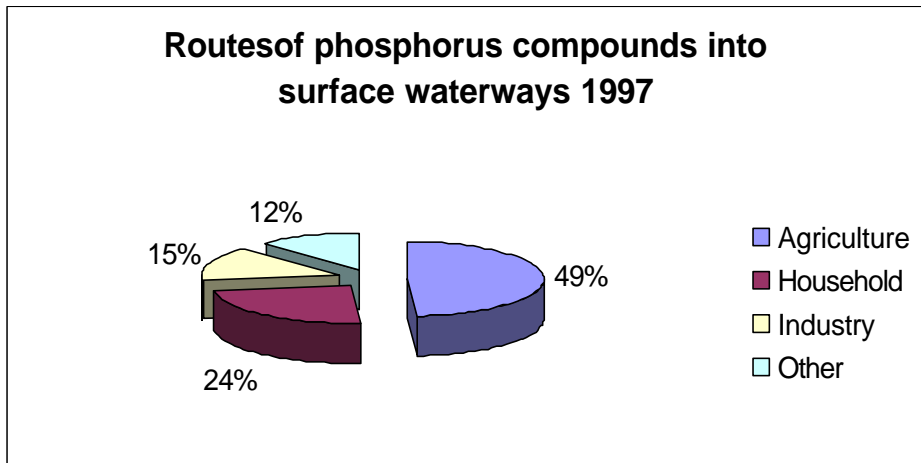 Routesof phosphorus compounds into
surface waterways 1997
12%
15%
49%
24%
Agriculture
Household
Industry
Other